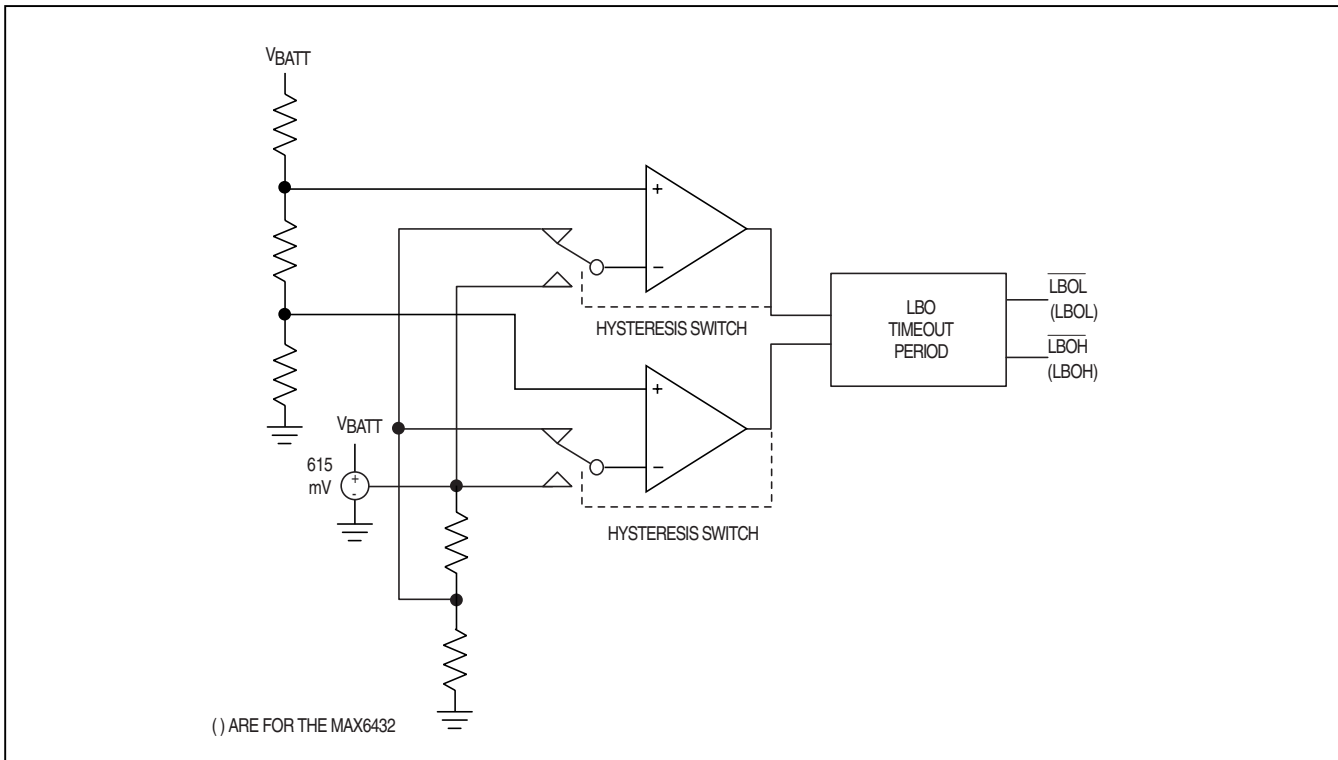 VBATT
+
−
HYSTERESIS SWITCH
LBO
TIMEOUT
PERIOD
LBOL
(LBOL)
LBOH
(LBOH)
+
−
HYSTERESIS SWITCH
VBATT
615
mV
+
-
( ) ARE FOR THE MAX6432